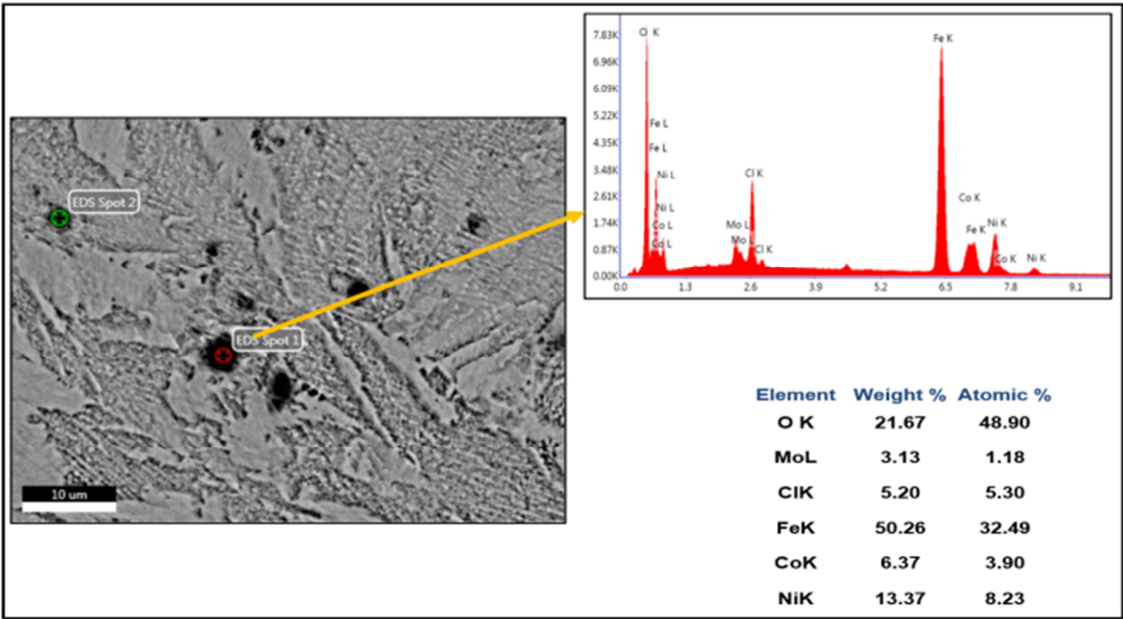 EDS Spot 2
EDS Spot 1
10 um
7.83K
6.96K
6.09K
5.22K
4.35K
3.48K
2.61K
1.74K
0.87K
0.00K
O K
Fe L
Fe L
Ni L
Ni L
Co L
Co L
Mo L
Mo L
Cl K
Cl K
Fe K
Co K
Fe K
Ni K
Co K
Ni K
0.0 1.3 2.6 3.9 5.2 6.5 7.8 9.1
Element Weight % Atomic %
O K 21.67 48.90
MoL 3.13 1.18
ClK 5.20 5.30
FeK 50.26 32.49
CoK 6.37 3.90
NiK 13.37 8.23